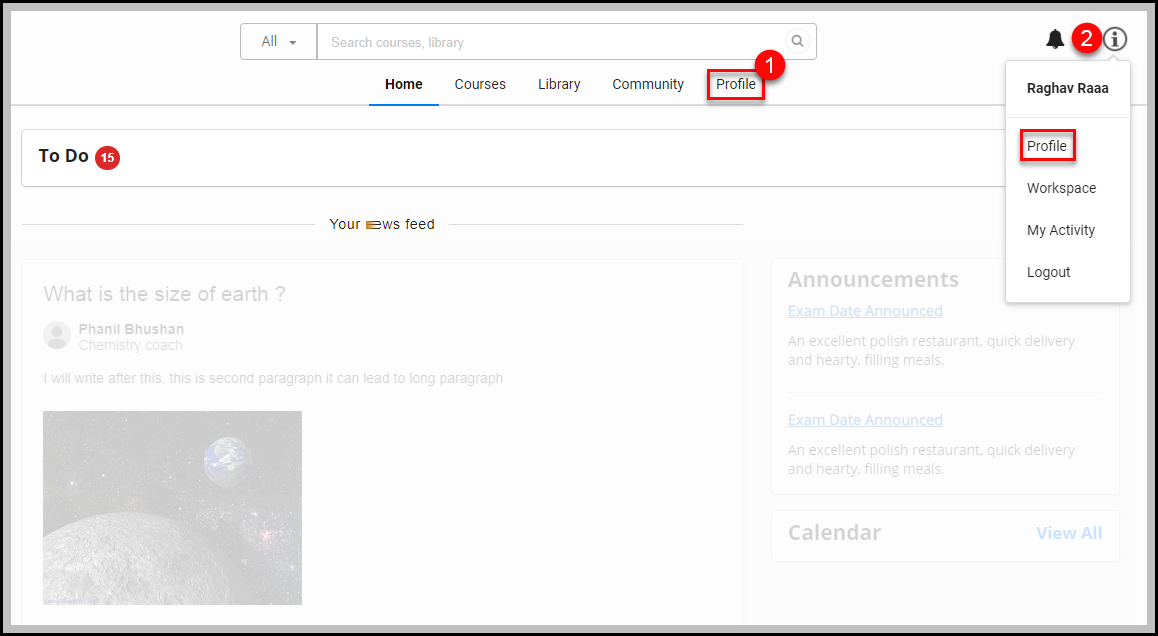 All
Search courses, library
1
2
Home Courses Library Community Profile
Raghav Raaa
Profile
Workspace
My Activity
Logout
To Do 15
Your ews feed
What is the size of earth ?
Phanil Bhushan
Chemistry coach
I will write after this. this is second paragraph it can lead to long paragraph
Announcements
Exam Date Announced
An excellent polish restaurant, quick delivery
and hearty, filling meals.
Exam Date Announced
An excellent polish restaurant, quick delivery
and hearty, filling meals.
Calendar View All